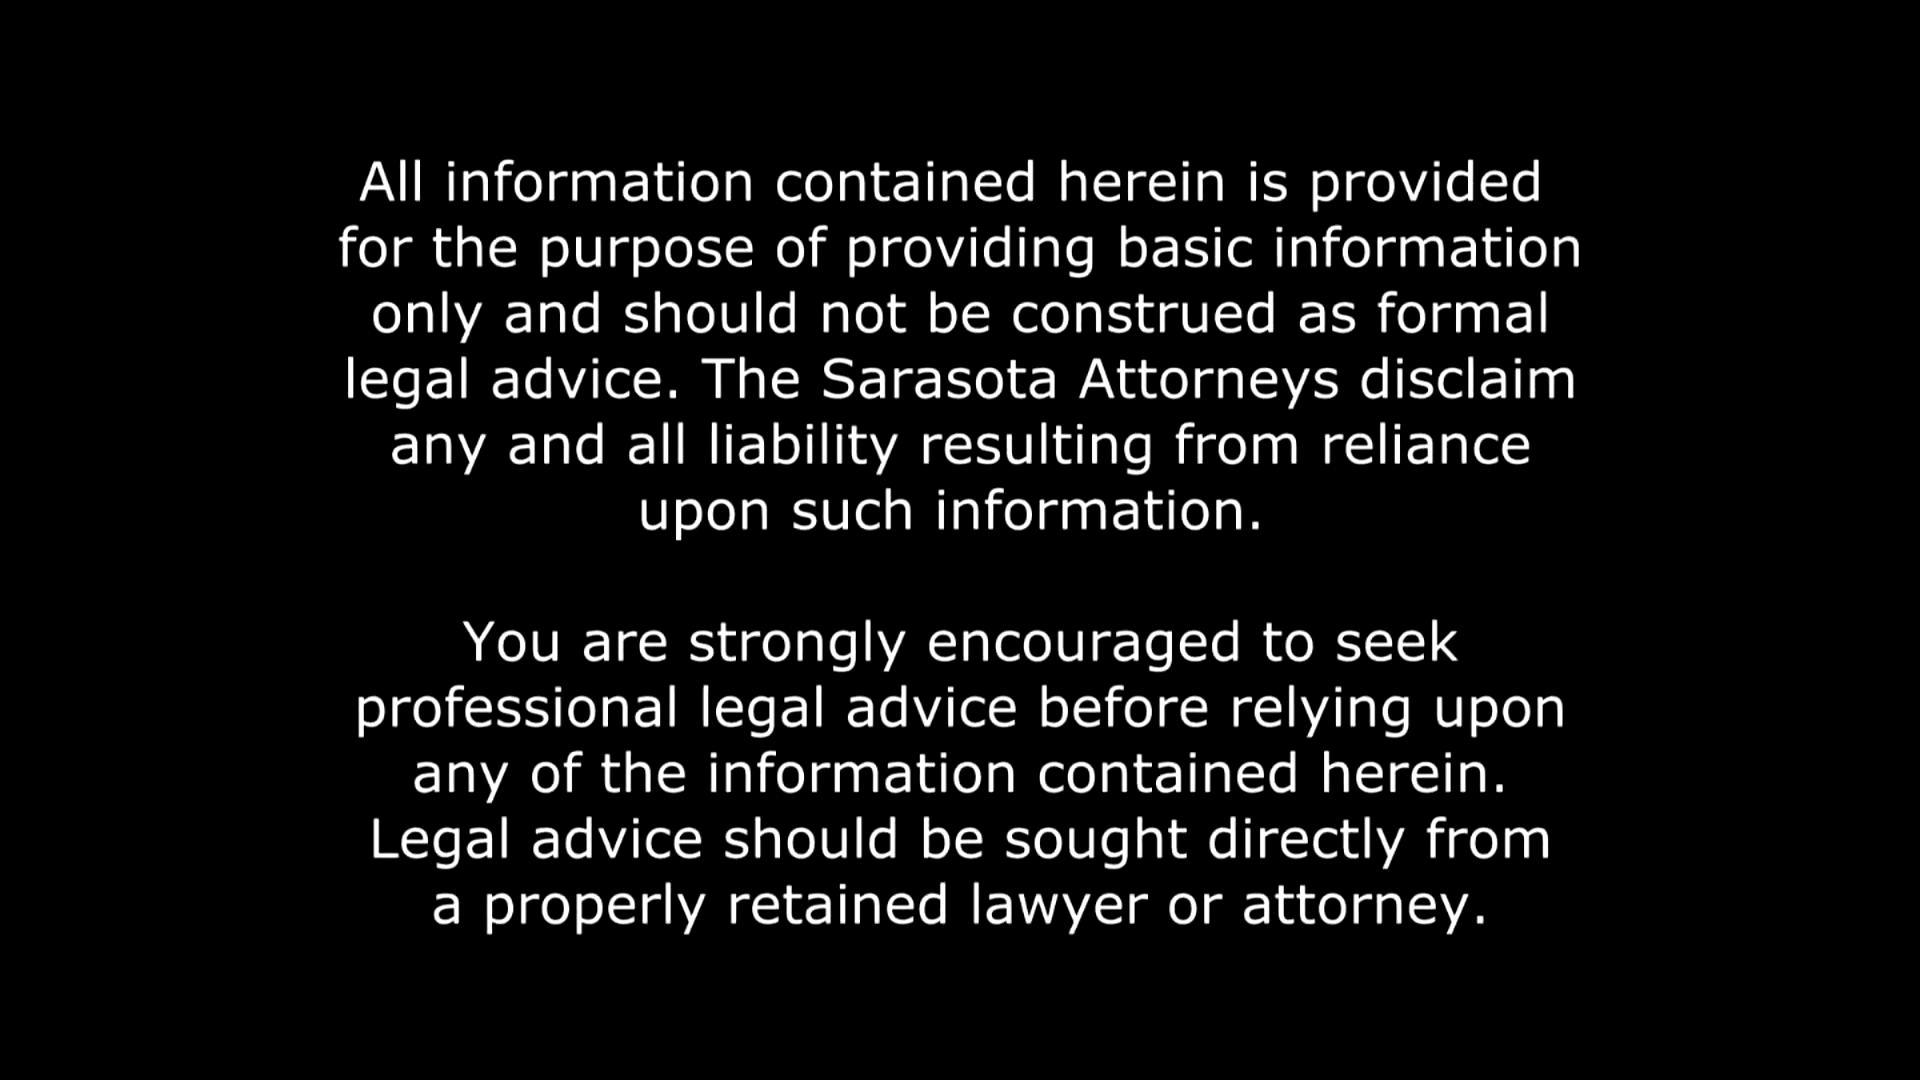 All information contained herein is provided
for the purpose of providing basic information
only and should not be construed as formal
legal advice. The Sarasota Attorneys disclaim
any and all liability resulting from reliance
upon such information.
You are strongly encouraged to seek
professional legal advice before relying upon
any of the information contained herein.
Legal advice should be sought directly from
a properly retained lawyer or attorney.